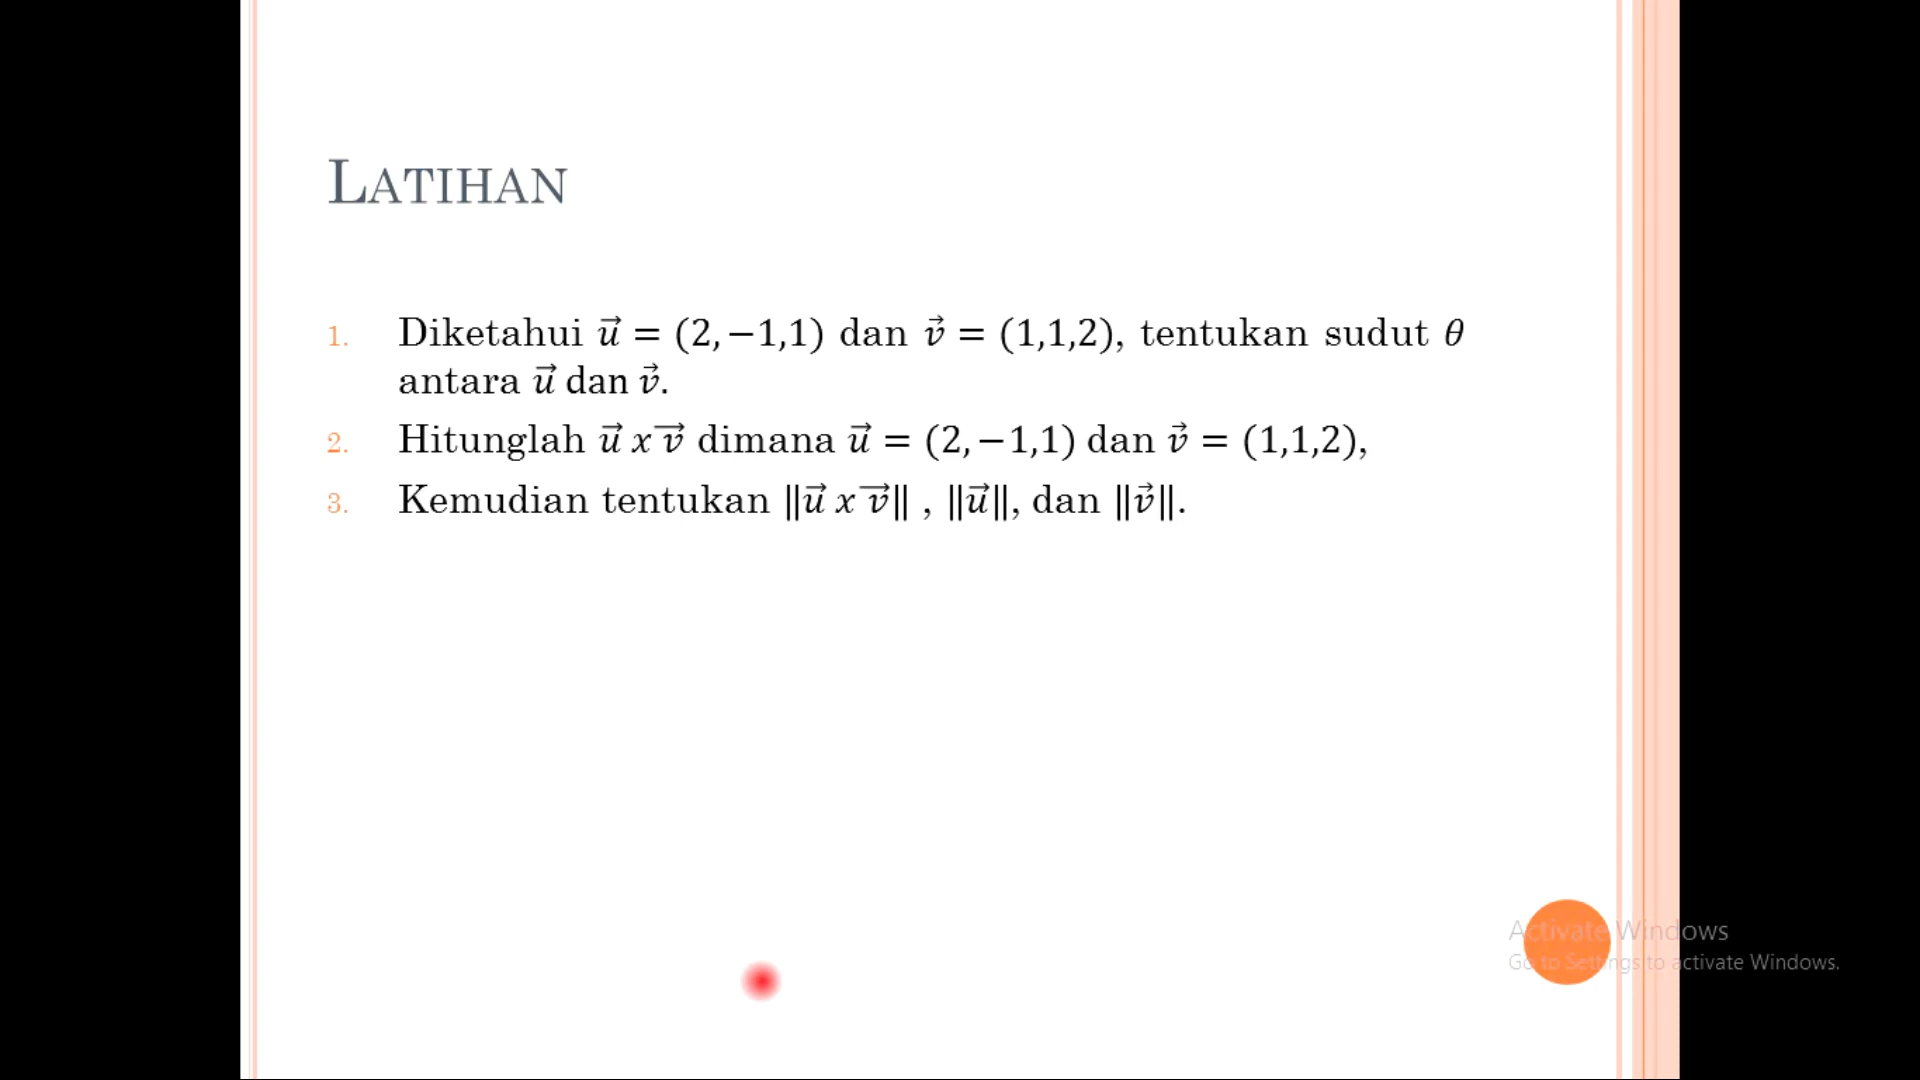 LATIHAN
1. Diketahui u⃗ = (2,−1,1) dan v⃗ = (1,1,2), tentukan sudut θ
antara u⃗ dan v⃗.
2. Hitunglah u⃗ x v⃗ dimana u⃗ = (2,−1,1) dan v⃗ = (1,1,2),
3. Kemudian tentukan ‖u⃗ x v⃗‖ , ‖u⃗‖, dan ‖v⃗‖.
Activate Windows
Go to Settings to activate Windows.